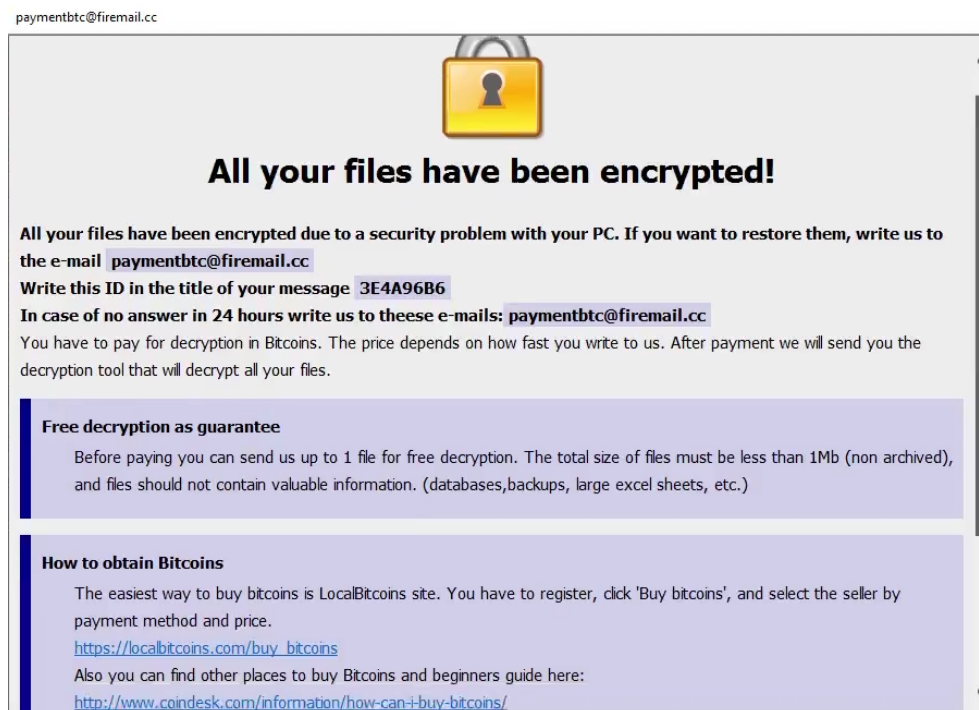 paymentbtc@firemail.cc
All your files have been encrypted!
All your files have been encrypted due to a security problem with your PC. If you want to restore them, write us to
the e-mail paymentbtc@firemail.cc
Write this ID in the title of your message 3E4A96B6
In case of no answer in 24 hours write us to theese e-mails: paymentbtc@firemail.cc
You have to pay for decryption in Bitcoins. The price depends on how fast you write to us. After payment we will send you the
decryption tool that will decrypt all your files.
Free decryption as guarantee
Before paying you can send us up to 1 file for free decryption. The total size of files must be less than 1Mb (non archived),
and files should not contain valuable information. (databases,backups, large excel sheets, etc.)
How to obtain Bitcoins
The easiest way to buy bitcoins is LocalBitcoins site. You have to register, click 'Buy bitcoins', and select the seller by
payment method and price.
https://localbitcoins.com/buy_bitcoins
Also you can find other places to buy Bitcoins and beginners guide here:
http://www.coindesk.com/information/how-can-i-buy-bitcoins/